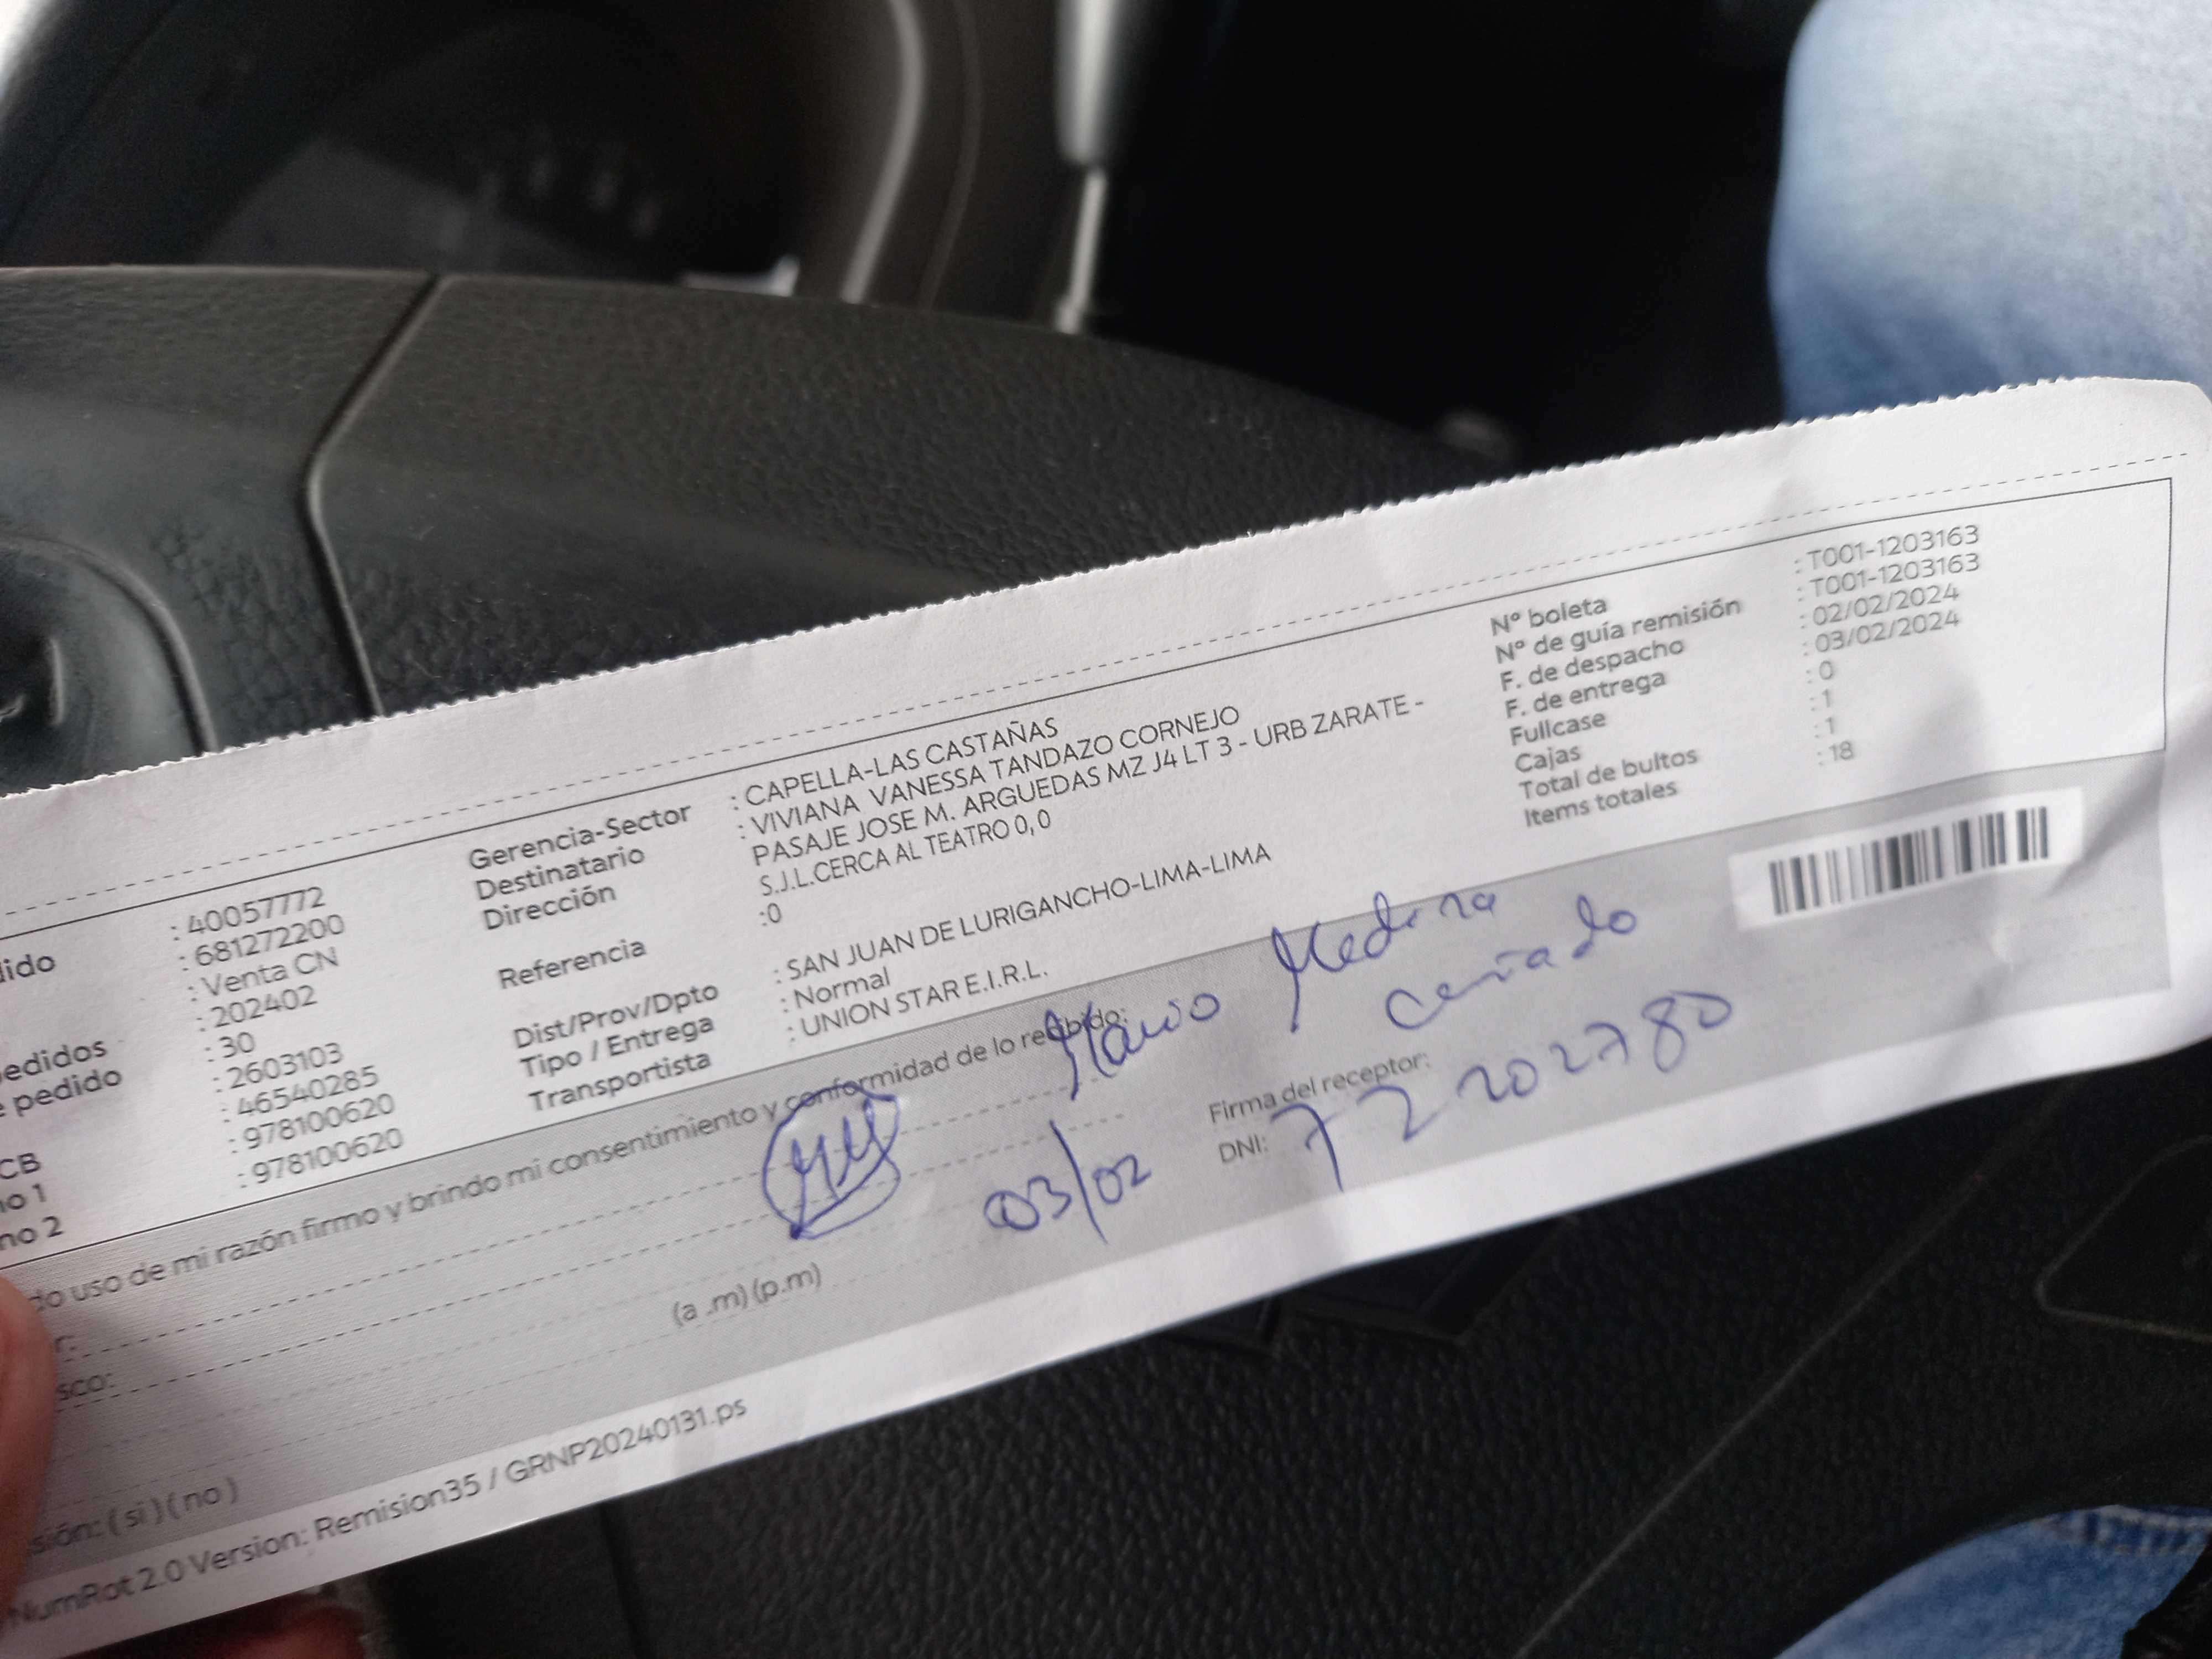 : 40057772
dido : 681272200
: Venta CN
: 202402
edidos : 30
e pedido : 2603103
: 46540285
CB : 978100620
no 1 : 978100620
no 2
Gerencia-Sector : CAPELLA-LAS CASTAÑAS
Destinatario : VIVIANA VANESSA TANDAZO CORNEJO
Dirección PASAJE JOSE M. ARGUEDAS MZ J4 LT 3 - URB ZARATE -
S.J.L.CERCA AL TEATRO 0, 0
Referencia :0
Dist/Prov/Dpto : SAN JUAN DE LURIGANCHO-LIMA-LIMA
Tipo / Entrega : Normal
Transportista : UNION STAR E.I.R.L.
Nº boleta : T001-1203163
Nº de guía remisión : T001-1203163
F. de despacho : 02/02/2024
F. de entrega : 03/02/2024
Fullcase : 0
Cajas : 1
Total de bultos : 1
Items totales : 18
do uso de mi razón firmo y brindo mi consentimiento y conformidad de lo recibido:
Mario Medina
r:
sco:
(a .m) (p.m)
03/02
Firma del receptor:
DNI: 72202780
sión: ( si ) ( no )
NumRot 2.0 Version: Remision35 / GRNP20240131.ps